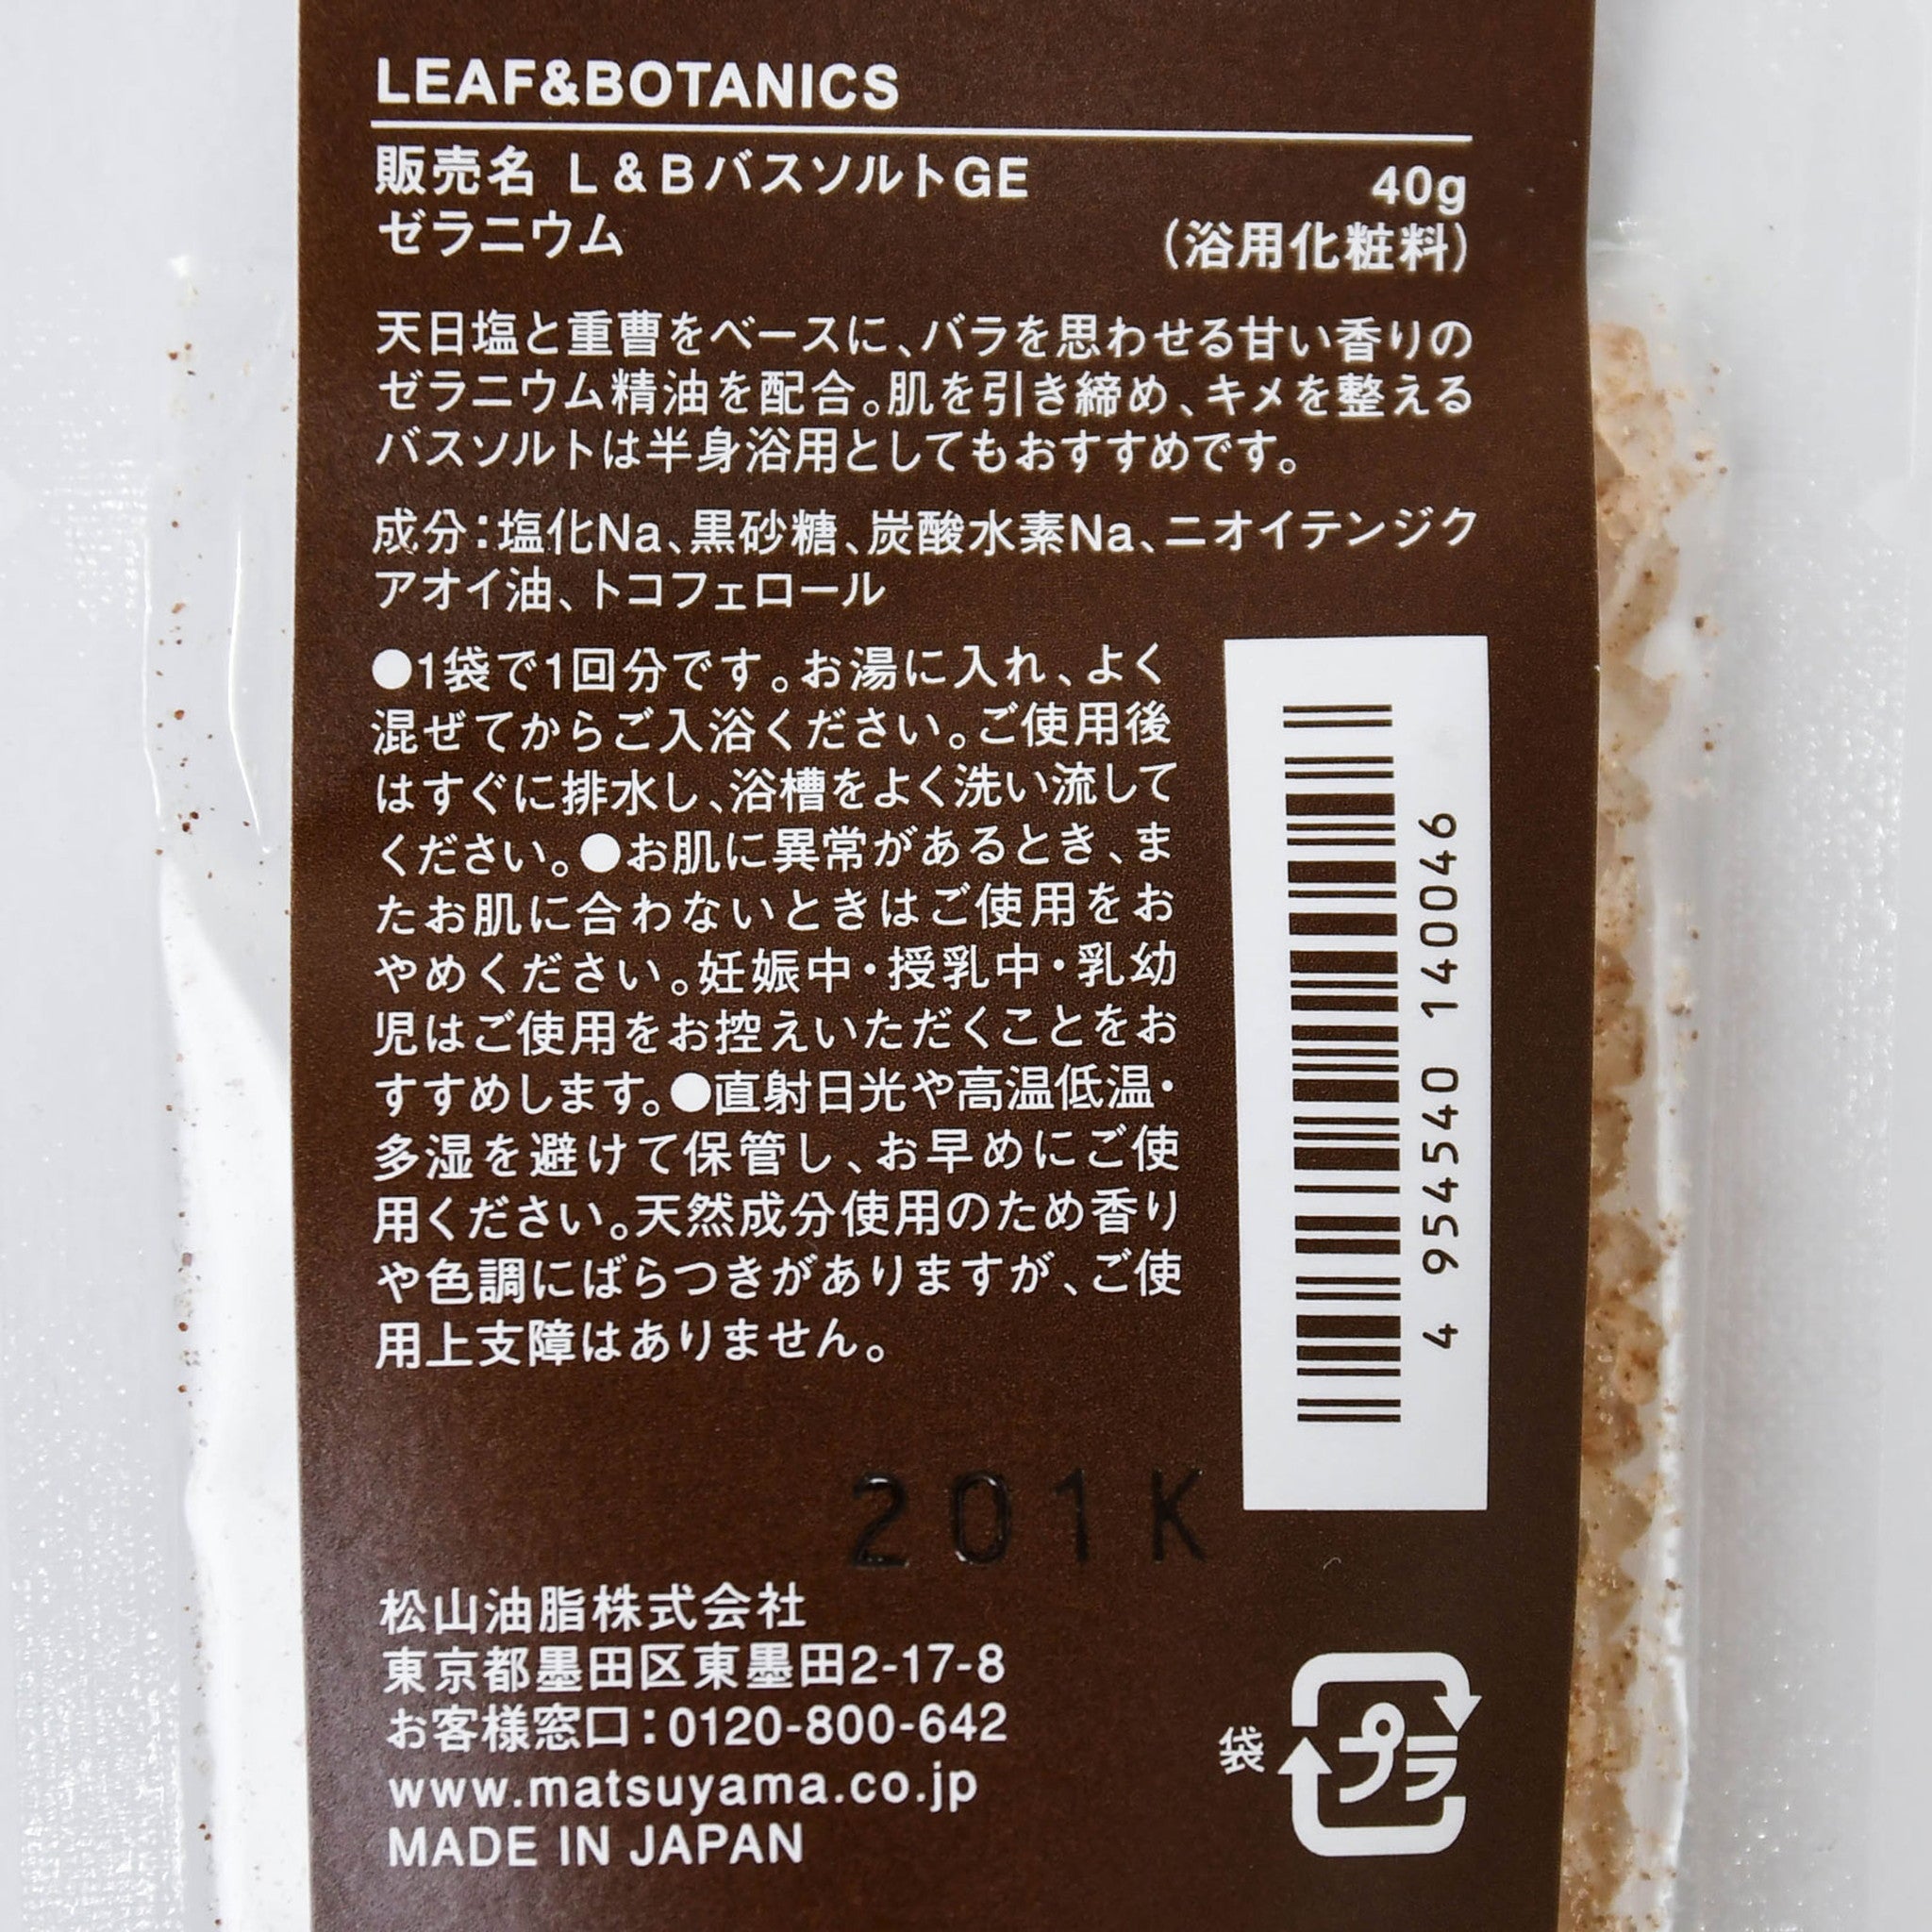 LEAF&BOTANICS
販売名 L&BバスソルトGE 40g
ゼラニウム (浴用化粧料)
天日塩と重曹をベースに、バラを思わせる甘い香りの
ゼラニウム精油を配合。肌を引き締め、キメを整える
バスソルトは半身浴用としてもおすすめです。
成分:塩化Na、黒砂糖、炭酸水素Na、ニオイテンジク
アオイ油、トコフェロール
●1袋で1回分です。お湯に入れ、よく
混ぜてからご入浴ください。ご使用後
はすぐに排水し、浴槽をよく洗い流して
ください。●お肌に異常があるとき、ま
たお肌に合わないときはご使用をお
やめください。妊娠中・授乳中・乳幼
児はご使用をお控えいただくことをお
すすめします。●直射日光や高温低温・
多湿を避けて保管し、お早めにご使
用ください。天然成分使用のため香り
や色調にばらつきがありますが、ご使
用上支障はありません。
4 954540 140046
201K
松山油脂株式会社
東京都墨田区東墨田2-17-8
お客様窓口:0120-800-642
www.matsuyama.co.jp
MADE IN JAPAN
袋 プラ